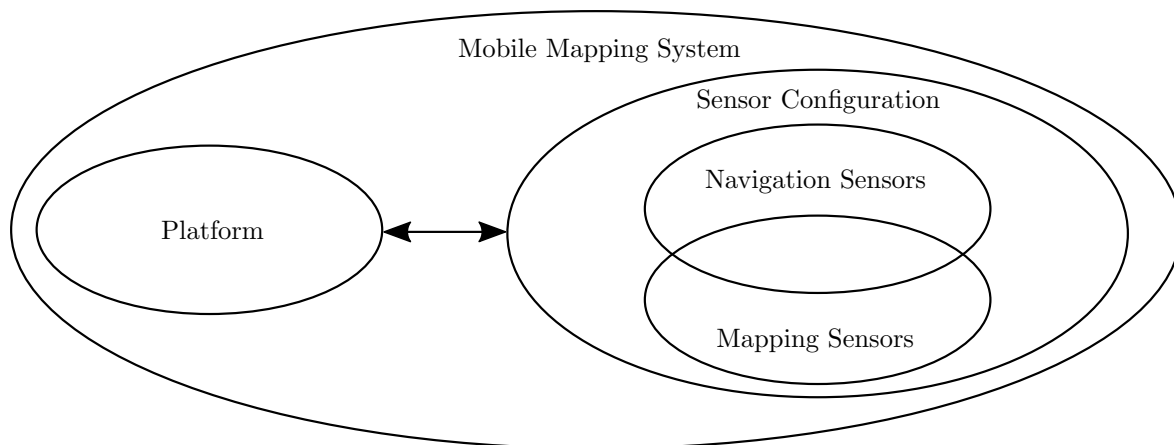 Mobile Mapping System
Sensor Configuration
Navigation Sensors
Platform
Mapping Sensors